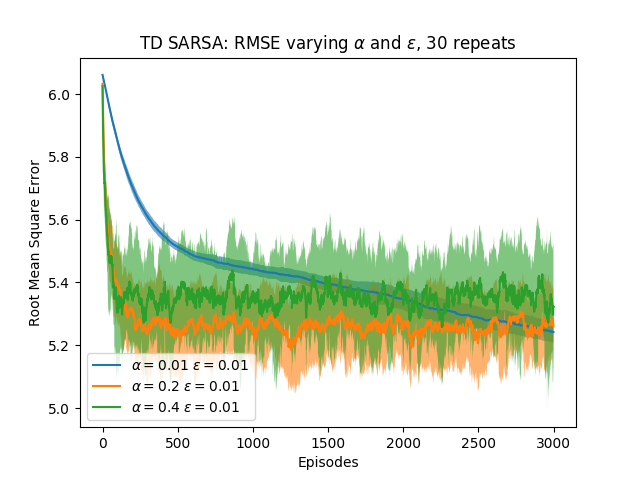 TD SARSA: RMSE varying α and ε, 30 repeats
Root Mean Square Error
6.0
5.8
5.6
5.4
5.2
5.0
α = 0.01 ε = 0.01
α = 0.2 ε = 0.01
α = 0.4 ε = 0.01
0 500 1000 1500 2000 2500 3000
Episodes